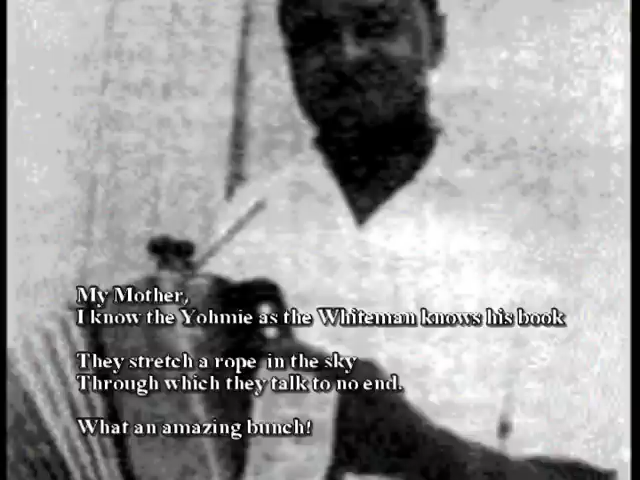 My Mother,
I know the Yohmie as the Whiteman knows his book
They stretch a rope in the sky
Through which they talk to no end.
What an amazing bunch!